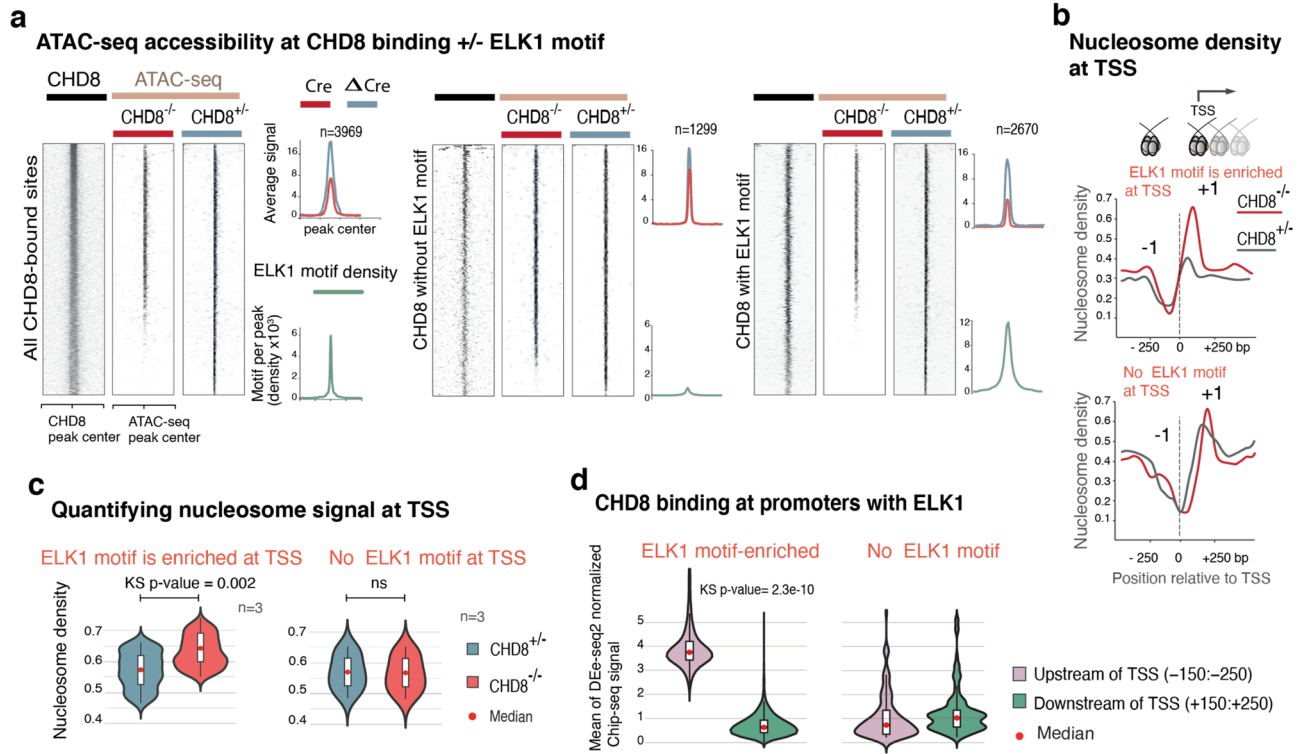 a
ATAC-seq accessibility at CHD8 binding +/- ELK1 motif
CHD8
ATAC-seq
CHD8-/-
CHD8+/-
All CHD8-bound sites
CHD8 peak center
ATAC-seq peak center
Cre
Δ Cre
n=3969
Average signal
16
12
8
4
0
peak center
ELK1 motif density
Motif per peak
(density x10³)
6
4
2
0
CHD8-/-
CHD8+/-
CHD8 without ELK1 motif
n=1299
16
12
8
4
0
6
4
2
0
CHD8-/-
CHD8+/-
CHD8 with ELK1 motif
n=2670
16
12
8
4
0
12
8
4
0
b
Nucleosome density
at TSS
TSS
ELK1 motif is enriched
at TSS
+1
-1
CHD8-/-
CHD8+/-
Nucleosome density
0.7
0.6
0.5
0.4
0.3
0.2
0.1
- 250
0
+250 bp
No ELK1 motif
at TSS
+1
-1
Nucleosome density
0.7
0.6
0.5
0.4
0.3
0.2
0.1
- 250
0
+250 bp
Position relative to TSS
c
Quantifying nucleosome signal at TSS
ELK1 motif is enriched at TSS
KS p-value = 0.002
n=3
Nucleosome density
0.7
0.6
0.5
0.4
No ELK1 motif at TSS
ns
n=3
0.7
0.6
0.5
0.4
CHD8+/-
CHD8-/-
Median
d
CHD8 binding at promoters with ELK1
ELK1 motif-enriched
No ELK1 motif
KS p-value= 2.3e-10
Mean of DEe-seq2 normalized
Chip-seq signal
5
4
3
2
1
0
Upstream of TSS (−150:−250)
Downstream of TSS (+150:+250)
Median